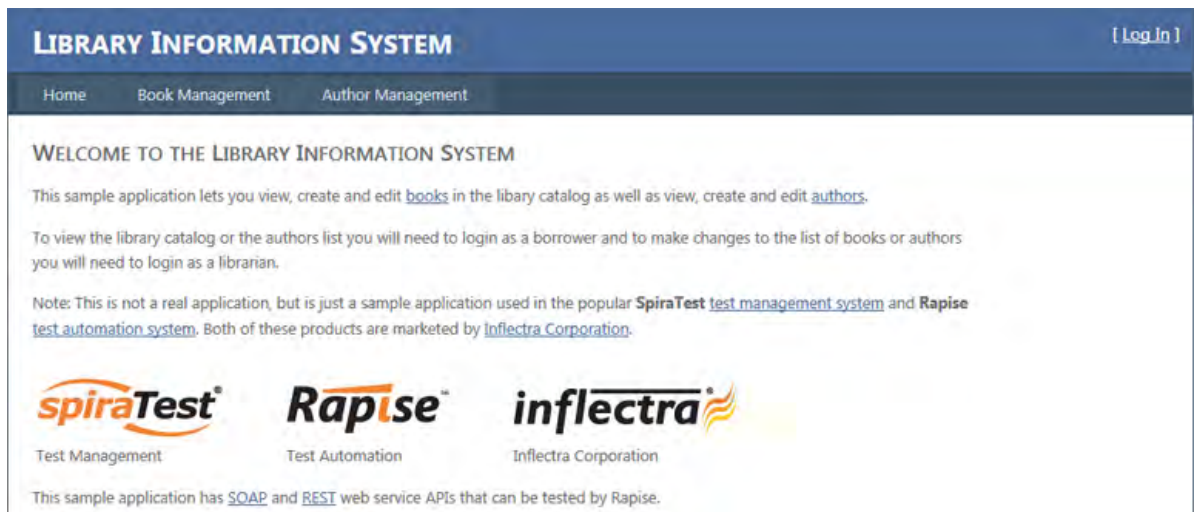 LIBRARY INFORMATION SYSTEM
[ Log In ]
Home Book Management Author Management
WELCOME TO THE LIBRARY INFORMATION SYSTEM
This sample application lets you view, create and edit books in the libary catalog as well as view, create and edit authors.
To view the library catalog or the authors list you will need to login as a borrower and to make changes to the list of books or authors
you will need to login as a librarian.
Note: This is not a real application, but is just a sample application used in the popular SpiraTest test management system and Rapise
test automation system. Both of these products are marketed by Inflectra Corporation.
spiraTest® Rapise™ inflectra®
Test Management Test Automation Inflectra Corporation
This sample application has SOAP and REST web service APIs that can be tested by Rapise.